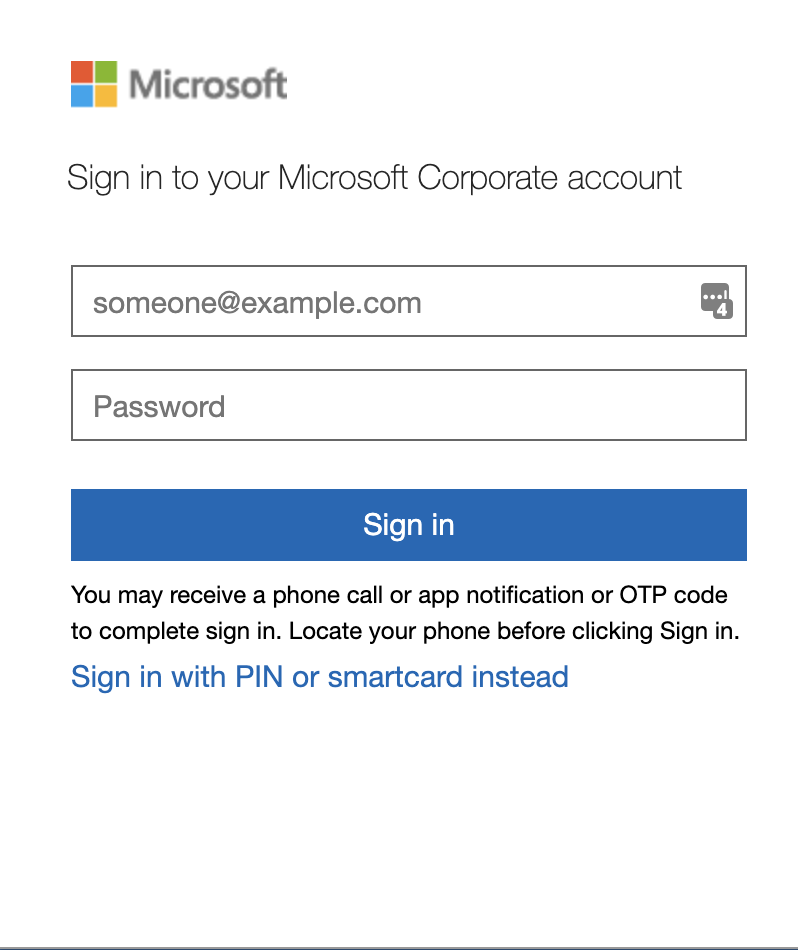 Microsoft
Sign in to your Microsoft Corporate account
someone@example.com
4
Password
Sign in
You may receive a phone call or app notification or OTP code
to complete sign in. Locate your phone before clicking Sign in.
Sign in with PIN or smartcard instead